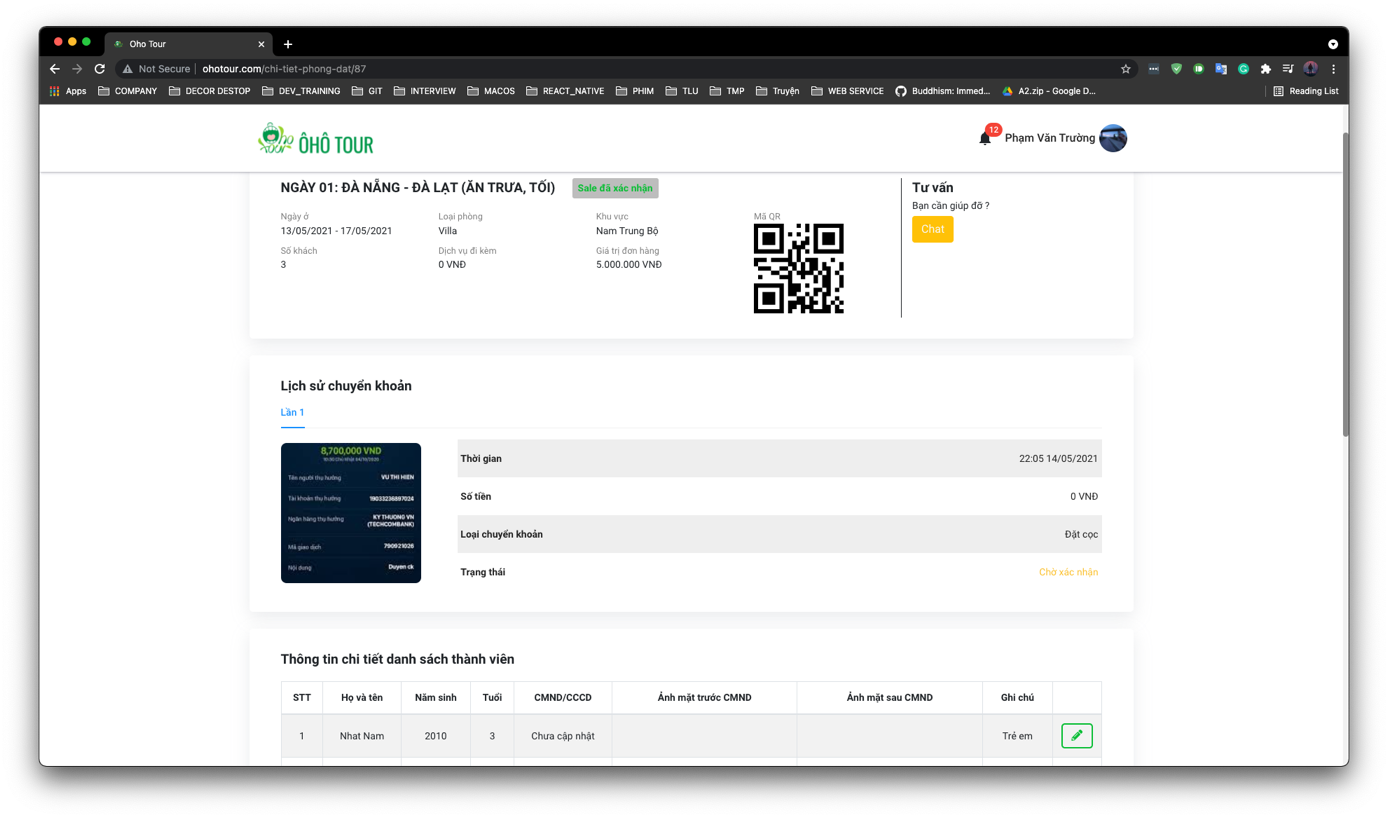 Oho Tour
Not Secure | ohotour.com/chi-tiet-phong-dat/87
Apps COMPANY DECOR DESTOP DEV_TRAINING GIT INTERVIEW MACOS REACT_NATIVE PHIM TLU TMP Truyện WEB SERVICE Buddhism: Immed... A2.zip - Google D... Reading List
Oho tour ÔHÔ TOUR
12 Phạm Văn Trường
NGÀY 01: ĐÀ NẴNG - ĐÀ LẠT (ĂN TRƯA, TỐI) Sale đã xác nhận
Ngày ở Loại phòng Khu vực Mã QR
13/05/2021 - 17/05/2021 Villa Nam Trung Bộ
Số khách Dịch vụ đi kèm Giá trị đơn hàng
3 0 VNĐ 5.000.000 VNĐ
Tư vấn
Bạn cần giúp đỡ ?
Chat
Lịch sử chuyển khoản
Lần 1
8,700,000 VND
Tên người thụ hưởng VU THI HIEN
Tài khoản thụ hưởng 19033236897024
Ngân hàng thụ hưởng KY THUONG VN
(TECHCOMBANK)
Mã giao dịch 790921028
Nội dung Duyen ck
Thời gian 22:05 14/05/2021
Số tiền 0 VNĐ
Loại chuyển khoản Đặt cọc
Trạng thái Chờ xác nhận
Thông tin chi tiết danh sách thành viên
STT Họ và tên Năm sinh Tuổi CMND/CCCD Ảnh mặt trước CMND Ảnh mặt sau CMND Ghi chú
1 Nhat Nam 2010 3 Chưa cập nhật Trẻ em